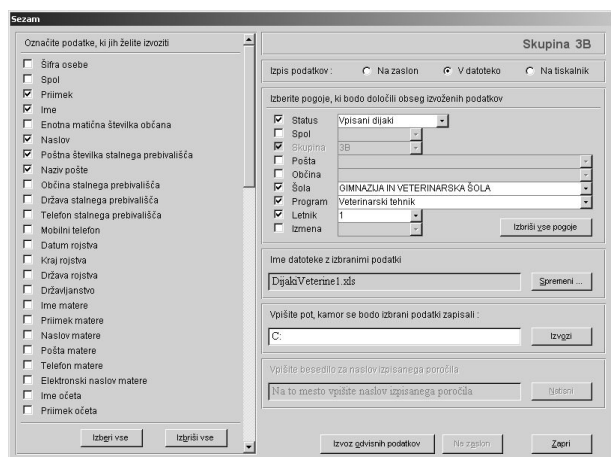 Sezam
Označite podatke, ki jih želite izvoziti
Šifra osebe
Spol
Priimek
Ime
Enotna matična številka občana
Naslov
Poštna številka stalnega prebivališča
Naziv pošte
Občina stalnega prebivališča
Država stalnega prebivališča
Telefon stalnega prebivališča
Mobilni telefon
Datum rojstva
Kraj rojstva
Država rojstva
Državljanstvo
Ime matere
Priimek matere
Naslov matere
Pošta matere
Telefon matere
Elektronski naslov matere
Ime očeta
Priimek očeta
Izberi vse Izbriši vse
Skupina 3B
Izpis podatkov : Na zaslon V datoteko Na tiskalnik
Izberite pogoje, ki bodo določili obseg izvoženih podatkov
Status Vpisani dijaki
Spol
Skupina 3B
Pošta
Občina
Šola GIMNAZIJA IN VETERINARSKA ŠOLA
Program Veterinarski tehnik
Letnik 1
Izmena
Izbriši vse pogoje
Ime datoteke z izbranimi podatki
DijakiVeterine1.xls Spremeni ...
Vpišite pot, kamor se bodo izbrani podatki zapisali :
C: Izvozi
Vpišite besedilo za naslov izpisanega poročila
Na to mesto vpišite naslov izpisanega poročila Natisni
Izvoz odvisnih podatkov Na zaslon Zapri